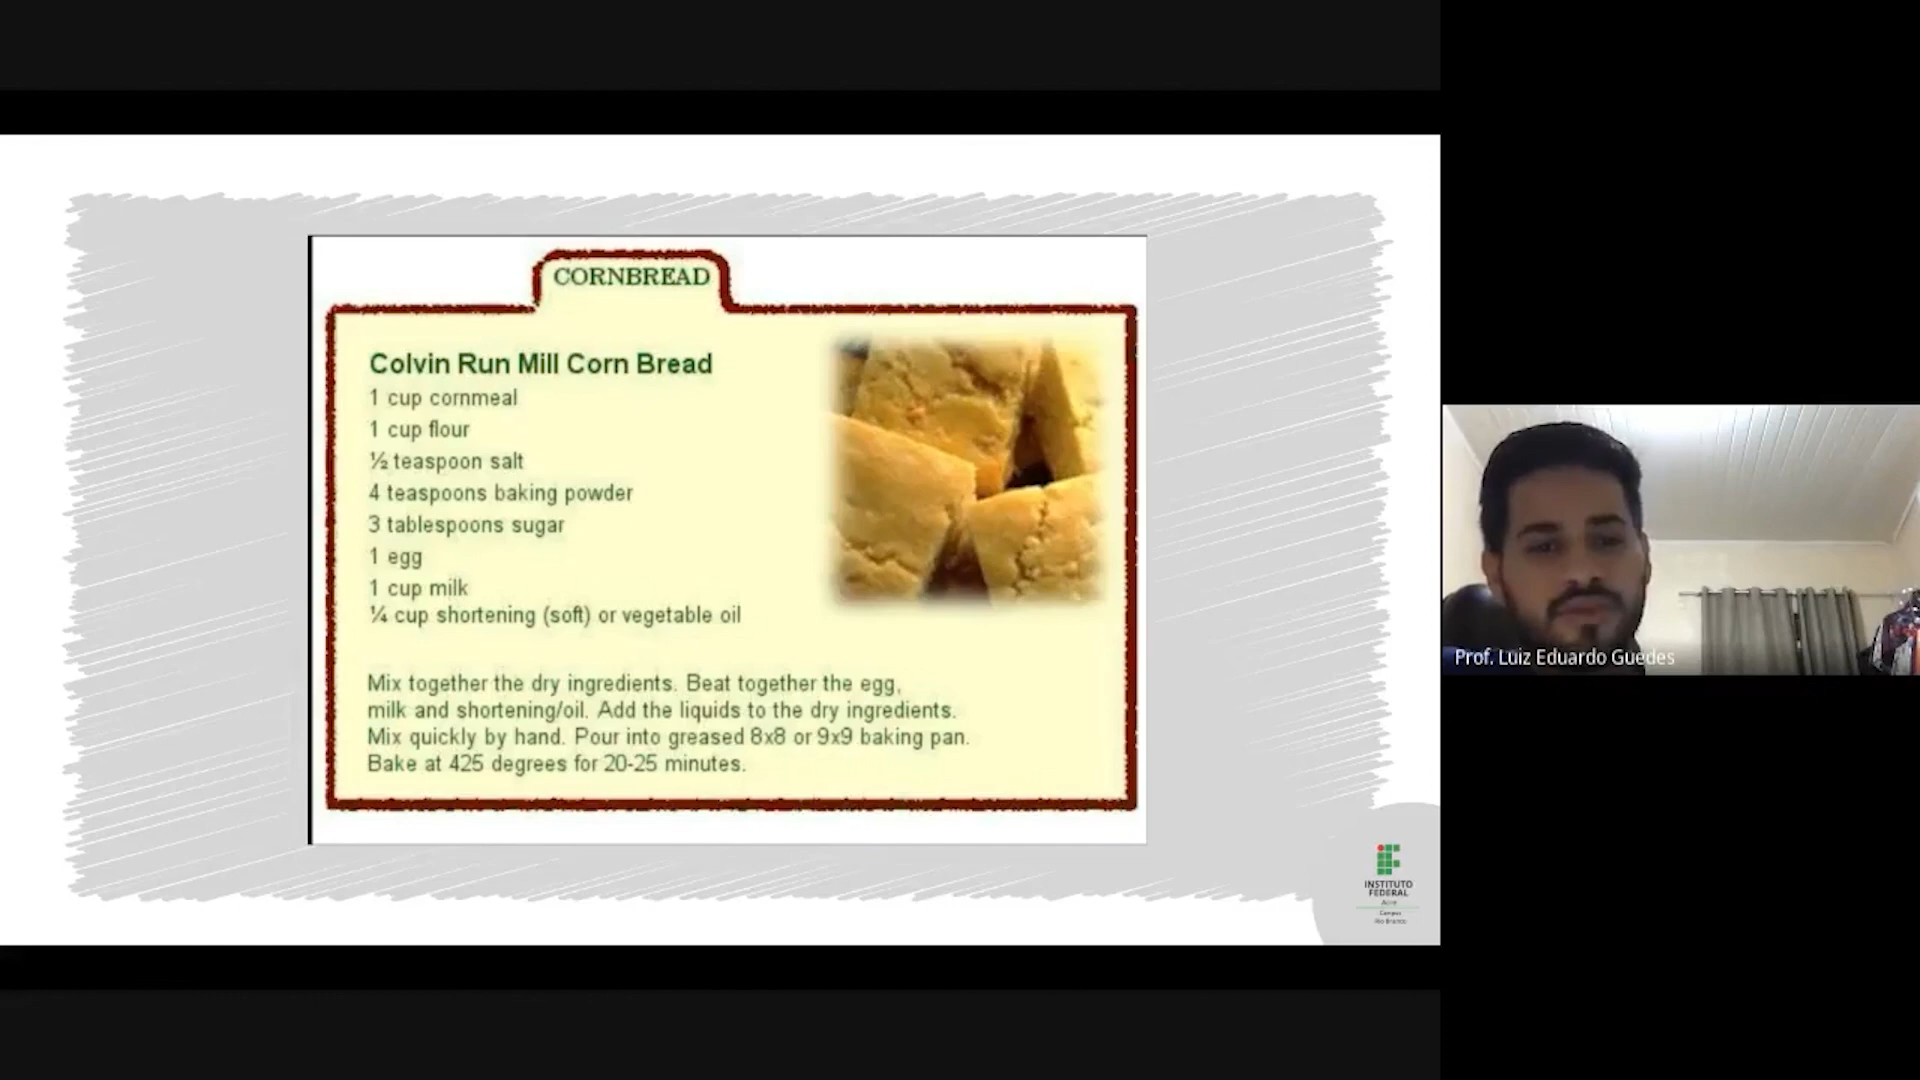 CORNBREAD
Colvin Run Mill Corn Bread
1 cup cornmeal
1 cup flour
½ teaspoon salt
4 teaspoons baking powder
3 tablespoons sugar
1 egg
1 cup milk
¼ cup shortening (soft) or vegetable oil
Mix together the dry ingredients. Beat together the egg,
milk and shortening/oil. Add the liquids to the dry ingredients.
Mix quickly by hand. Pour into greased 8x8 or 9x9 baking pan.
Bake at 425 degrees for 20-25 minutes.
Prof. Luiz Eduardo Guedes
INSTITUTO
FEDERAL
Acre
Campus
Rio Branco